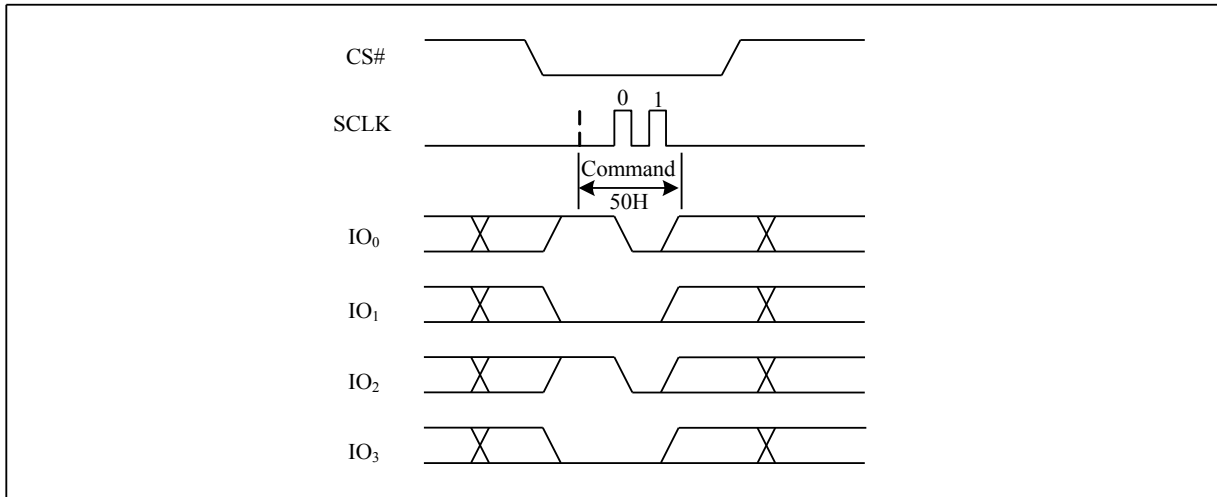 CS#
0 1
SCLK
Command
50H
IO₀
IO₁
IO₂
IO₃